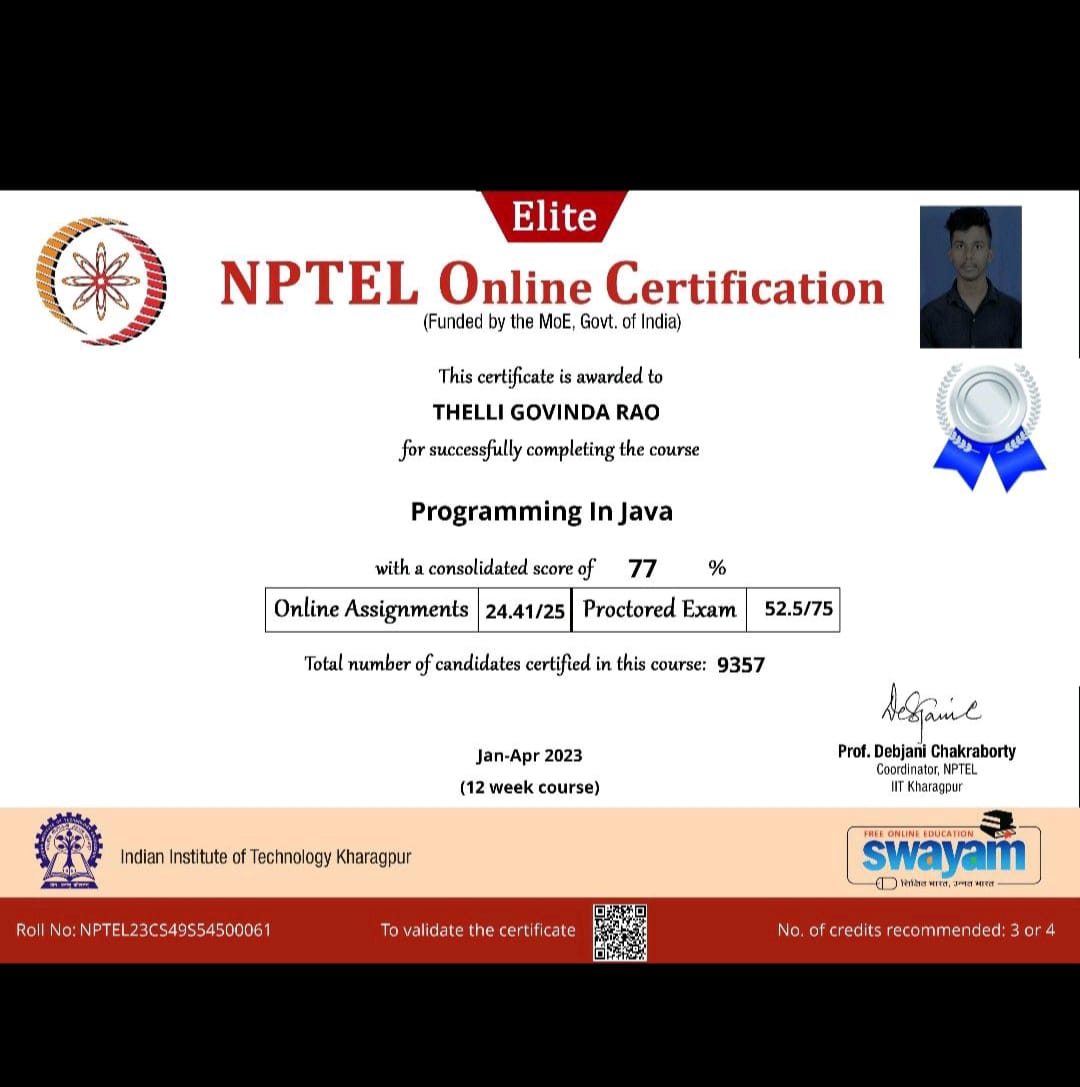 Elite
NPTEL Online Certification
(Funded by the MoE, Govt. of India)
This certificate is awarded to
THELLI GOVINDA RAO
for successfully completing the course
Programming In Java
with a consolidated score of 77 %
Online Assignments 24.41/25 Proctored Exam 52.5/75
Total number of candidates certified in this course: 9357
Jan-Apr 2023
(12 week course)
Prof. Debjani Chakraborty
Coordinator, NPTEL
IIT Kharagpur
Indian Institute of Technology Kharagpur
FREE ONLINE EDUCATION
swayam
शिक्षित भारत, उन्नत भारत
Roll No: NPTEL23CS49S54500061
To validate the certificate
No. of credits recommended: 3 or 4